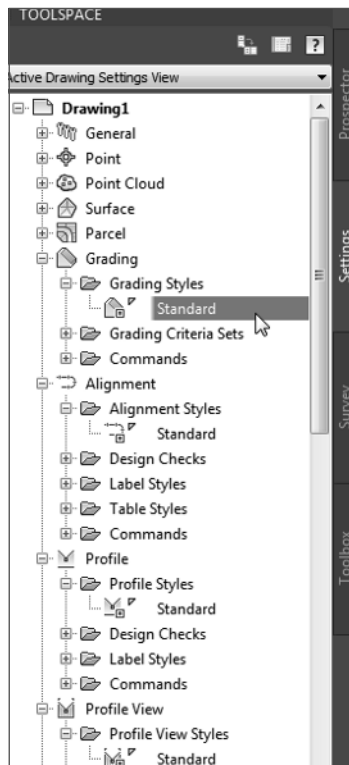 TOOLSPACE
?
Active Drawing Settings View
Drawing1
General
Point
Point Cloud
Surface
Parcel
Grading
Grading Styles
Standard
Grading Criteria Sets
Commands
Alignment
Alignment Styles
Standard
Design Checks
Label Styles
Table Styles
Commands
Profile
Profile Styles
Standard
Design Checks
Label Styles
Commands
Profile View
Profile View Styles
Standard
Prospector
Settings
Survey
Toolbox